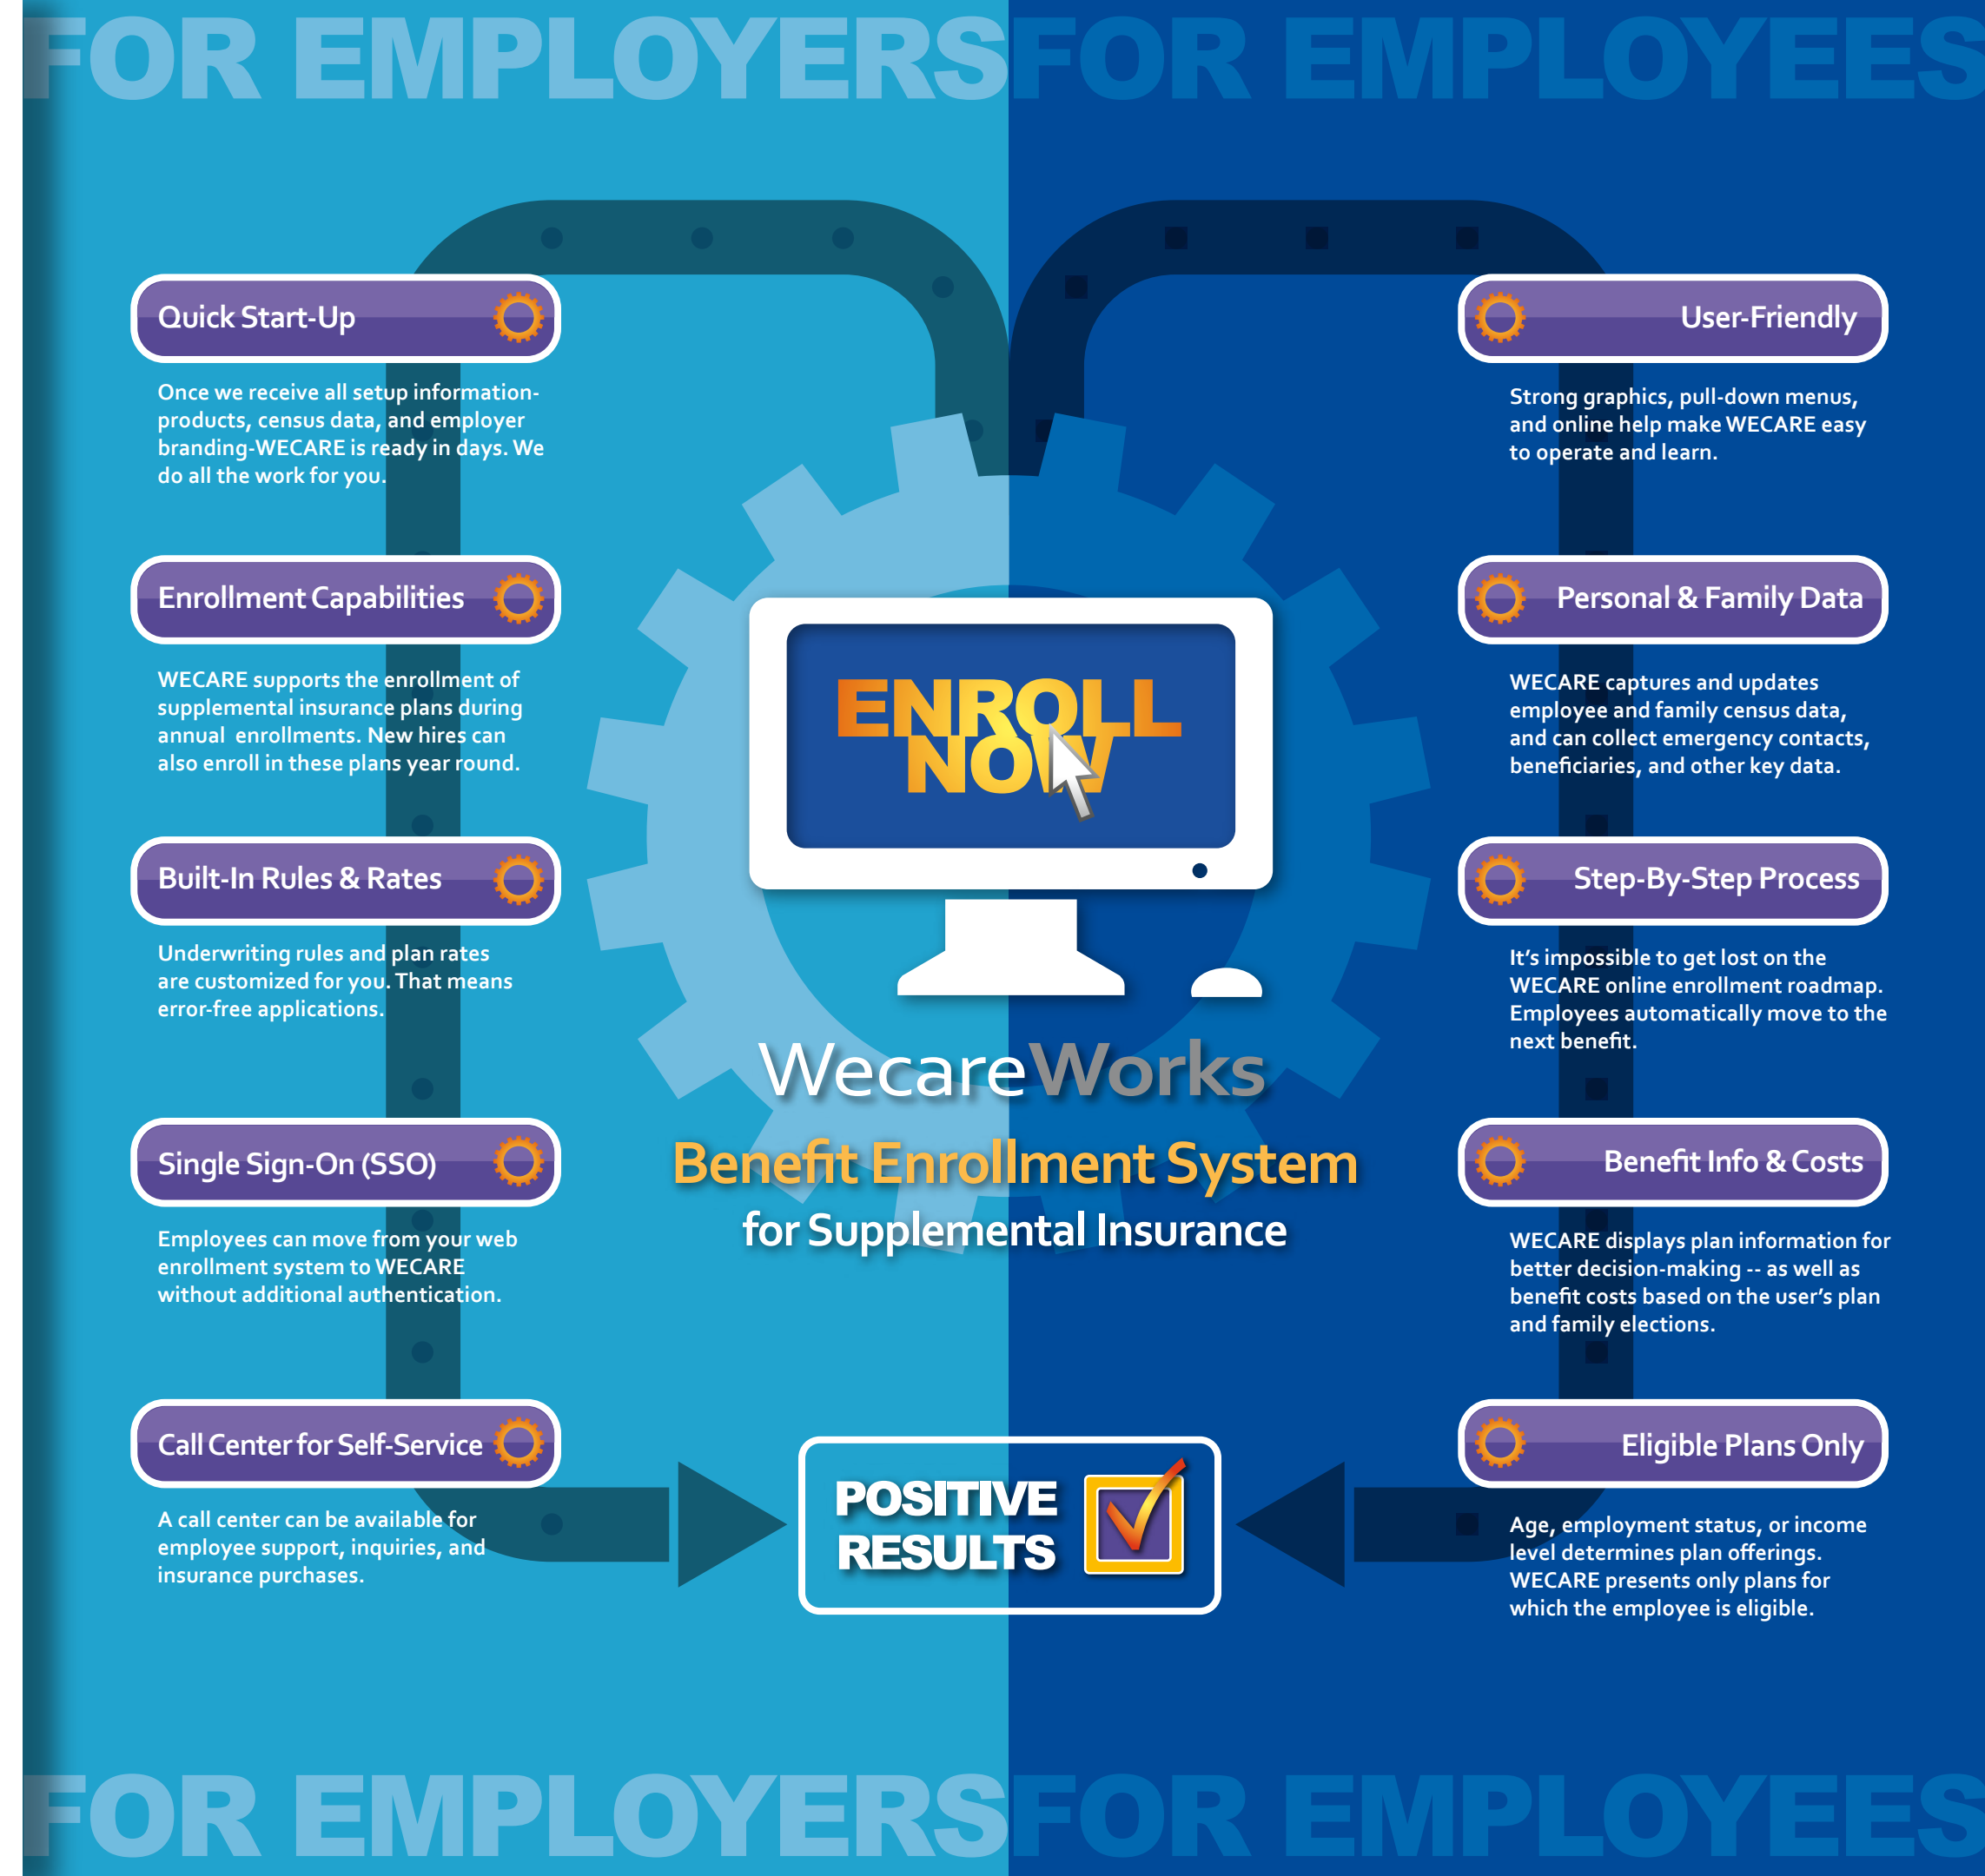 FOR EMPLOYERS
Quick Start-Up
Once we receive all setup information-
products, census data, and employer
branding-WECARE is ready in days. We
do all the work for you.
Enrollment Capabilities
WECARE supports the enrollment of
supplemental insurance plans during
annual  enrollments. New hires can
also enroll in these plans year round.
Built-In Rules & Rates
Underwriting rules and plan rates
are customized for you. That means
error-free applications.
Single Sign-On (SSO)
Employees can move from your web
enrollment system to WECARE
without additional authentication.
Call Center for Self-Service
A call center can be available for
employee support, inquiries, and
insurance purchases.
ENROLL
NOW
WecareWorks
Benefit Enrollment System
for Supplemental Insurance
POSITIVE
RESULTS
FOR EMPLOYEES
User-Friendly
Strong graphics, pull-down menus,
and online help make WECARE easy
to operate and learn.
Personal & Family Data
WECARE captures and updates
employee and family census data,
and can collect emergency contacts,
beneficiaries, and other key data.
Step-By-Step Process
It’s impossible to get lost on the
WECARE online enrollment roadmap.
Employees automatically move to the
next benefit.
Benefit Info & Costs
WECARE displays plan information for
better decision-making -- as well as
benefit costs based on the user’s plan
and family elections.
Eligible Plans Only
Age, employment status, or income
level determines plan offerings.
WECARE presents only plans for
which the employee is eligible.
FOR EMPLOYERS
FOR EMPLOYEES